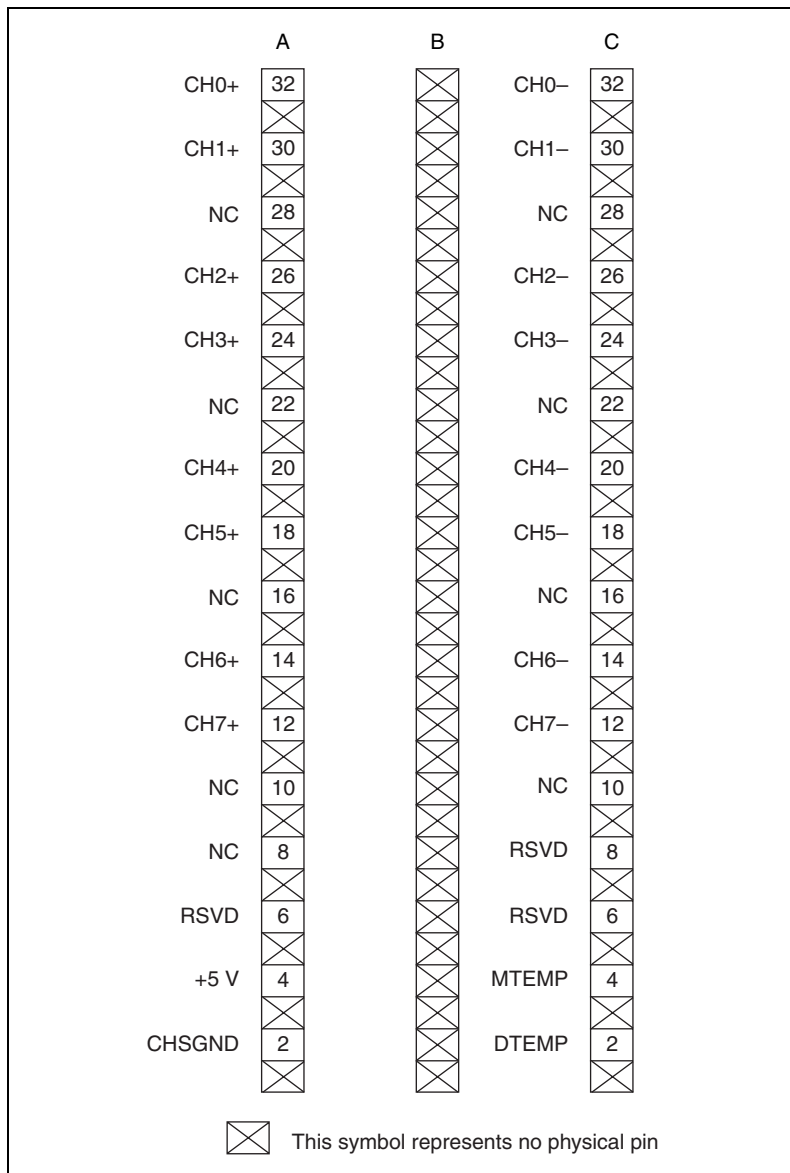 A B C
CH0+ 32 CH0– 32
CH1+ 30 CH1– 30
NC 28 NC 28
CH2+ 26 CH2– 26
CH3+ 24 CH3– 24
NC 22 NC 22
CH4+ 20 CH4– 20
CH5+ 18 CH5– 18
NC 16 NC 16
CH6+ 14 CH6– 14
CH7+ 12 CH7– 12
NC 10 NC 10
NC 8 RSVD 8
RSVD 6 RSVD 6
+5 V 4 MTEMP 4
CHSGND 2 DTEMP 2
This symbol represents no physical pin